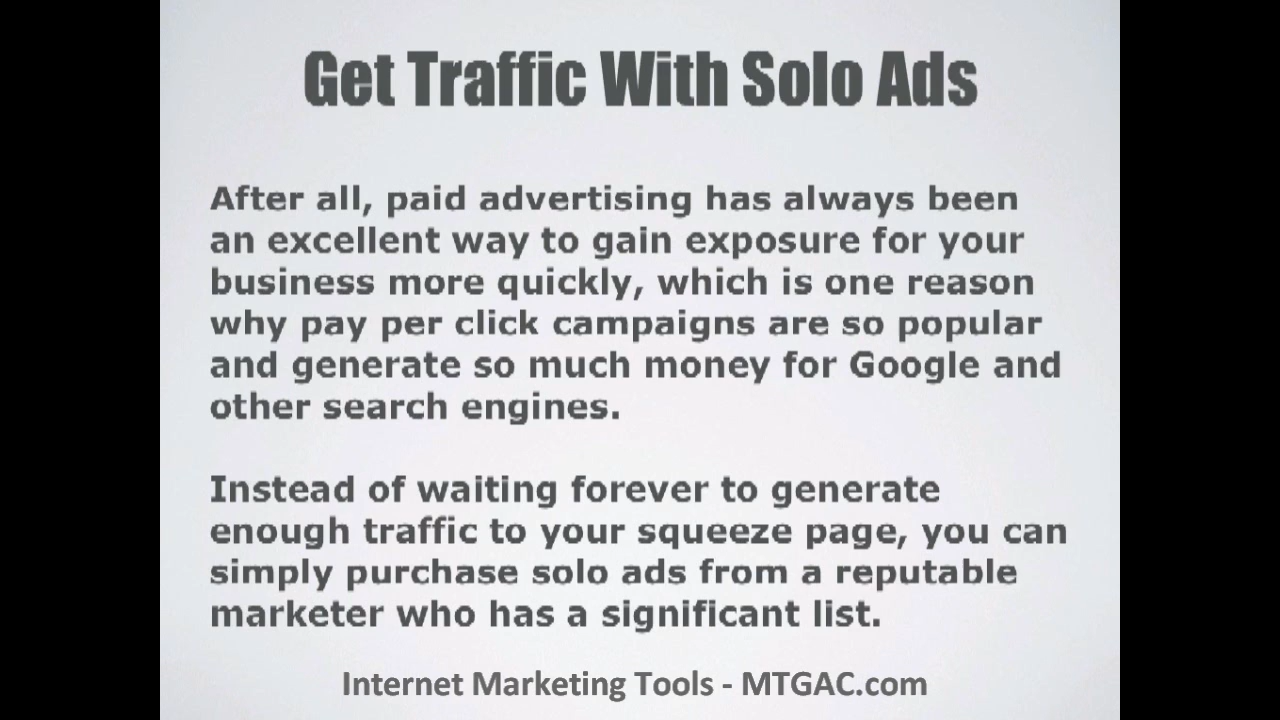 Get Traffic With Solo Ads
After all, paid advertising has always been
an excellent way to gain exposure for your
business more quickly, which is one reason
why pay per click campaigns are so popular
and generate so much money for Google and
other search engines.
Instead of waiting forever to generate
enough traffic to your squeeze page, you can
simply purchase solo ads from a reputable
marketer who has a significant list.
Internet Marketing Tools - MTGAC.com